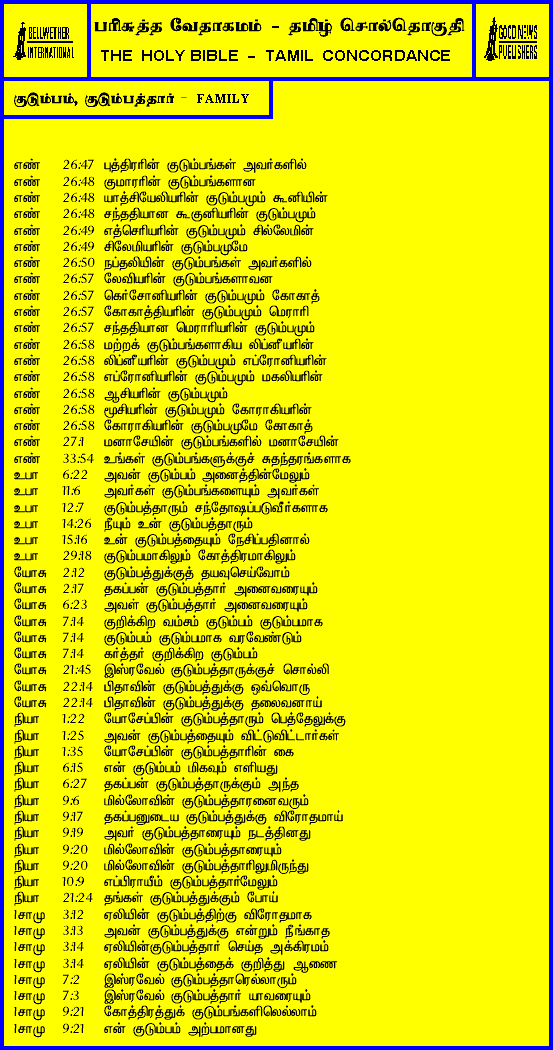 BELLWETHER
INTERNATIONAL
பரிசுத்த வேதாகமம் - தமிழ் சொல்தொகுதி
THE HOLY BIBLE - TAMIL CONCORDANCE
GOOD NEWS
PUBLISHERS
குடும்பம், குடும்பத்தார் - FAMILY
எண் 26:47 புத்திரரின் குடும்பங்கள் அவர்களில்
எண் 26:48 குமாரரின் குடும்பங்களான
எண் 26:48 யாத்சியேலியரின் குடும்பமும் கூனியின்
எண் 26:48 சந்ததியான கூகுனியரின் குடும்பமும்
எண் 26:49 எத்செரியரின் குடும்பமும் சில்லேமின்
எண் 26:49 சிலேமியரின் குடும்பமுமே
எண் 26:50 நப்தலியின் குடும்பங்கள் அவர்களில்
எண் 26:57 லேவியரின் குடும்பங்களாவன
எண் 26:57 கெர்சோனியரின் குடும்பமும் கோகாத்
எண் 26:57 கோகாத்தியரின் குடும்பமும் மெராரி
எண் 26:57 சந்ததியான மெராரியரின் குடும்பமும்
எண் 26:58 மற்றக் குடும்பங்களாகிய லிப்னீயரின்
எண் 26:58 லிப்னீயரின் குடும்பமும் எப்ரோனியரின்
எண் 26:58 எப்ரோனியரின் குடும்பமும் மகலியரின்
எண் 26:58 ஆசியரின் குடும்பமும்
எண் 26:58 மூசியரின் குடும்பமும் கோராகியரின்
எண் 26:58 கோராகியரின் குடும்பமுமே கோகாத்
எண் 27:1 மனாசேயின் குடும்பங்களில் மனாசேயின்
எண் 33:54 உங்கள் குடும்பங்களுக்குச் சுதந்தரங்களாக
உபா 6:22 அவன் குடும்பம் அனைத்தின்மேலும்
உபா 11:6 அவர்கள் குடும்பங்களையும் அவர்கள்
உபா 12:7 குடும்பத்தாரும் சந்தோஷப்படுவீர்களாக
உபா 14:26 நீயும் உன் குடும்பத்தாரும்
உபா 15:16 உன் குடும்பத்தையும் நேசிப்பதினால்
உபா 29:18 குடும்பமாகிலும் கோத்திரமாகிலும்
யோசு 2:12 குடும்பத்துக்குத் தயவுசெய்வோம்
யோசு 2:17 தகப்பன் குடும்பத்தார் அனைவரையும்
யோசு 6:23 அவள் குடும்பத்தார் அனைவரையும்
யோசு 7:14 குறிக்கிற வம்சம் குடும்பம் குடும்பமாக
யோசு 7:14 குடும்பம் குடும்பமாக வரவேண்டும்
யோசு 7:14 கர்த்தர் குறிக்கிற குடும்பம்
யோசு 21:45 இஸ்ரவேல் குடும்பத்தாருக்குச் சொல்லி
யோசு 22:14 பிதாவின் குடும்பத்துக்கு ஒவ்வொரு
யோசு 22:14 பிதாவின் குடும்பத்துக்கு தலைவனாய்
நியா 1:22 யோசேப்பின் குடும்பத்தாரும் பெத்தேலுக்கு
நியா 1:25 அவன் குடும்பத்தையும் விட்டுவிட்டார்கள்
நியா 1:35 யோசேப்பின் குடும்பத்தாரின் கை
நியா 6:15 என் குடும்பம் மிகவும் எளியது
நியா 6:27 தகப்பன் குடும்பத்தாருக்கும் அந்த
நியா 9:6 மில்லோவின் குடும்பத்தாரனைவரும்
நியா 9:17 தகப்பனுடைய குடும்பத்துக்கு விரோதமாய்
நியா 9:19 அவர் குடும்பத்தாரையும் நடத்தினது
நியா 9:20 மில்லோவின் குடும்பத்தாரையும்
நியா 9:20 மில்லோவின் குடும்பத்தாரிலுமிருந்து
நியா 10:9 எப்பிராயீம் குடும்பத்தார்மேலும்
நியா 21:24 தங்கள் குடும்பத்துக்கும் போய்
1சாமு 3:12 ஏலியின் குடும்பத்திற்கு விரோதமாக
1சாமு 3:13 அவன் குடும்பத்துக்கு என்றும் நீங்காத
1சாமு 3:14 ஏலியின்குடும்பத்தார் செய்த அக்கிரமம்
1சாமு 3:14 ஏலியின் குடும்பத்தைக் குறித்து ஆணை
1சாமு 7:2 இஸ்ரவேல் குடும்பத்தாரெல்லாரும்
1சாமு 7:3 இஸ்ரவேல் குடும்பத்தார் யாவரையும்
1சாமு 9:21 கோத்திரத்துக் குடும்பங்களிலெல்லாம்
1சாமு 9:21 என் குடும்பம் அற்பமானது